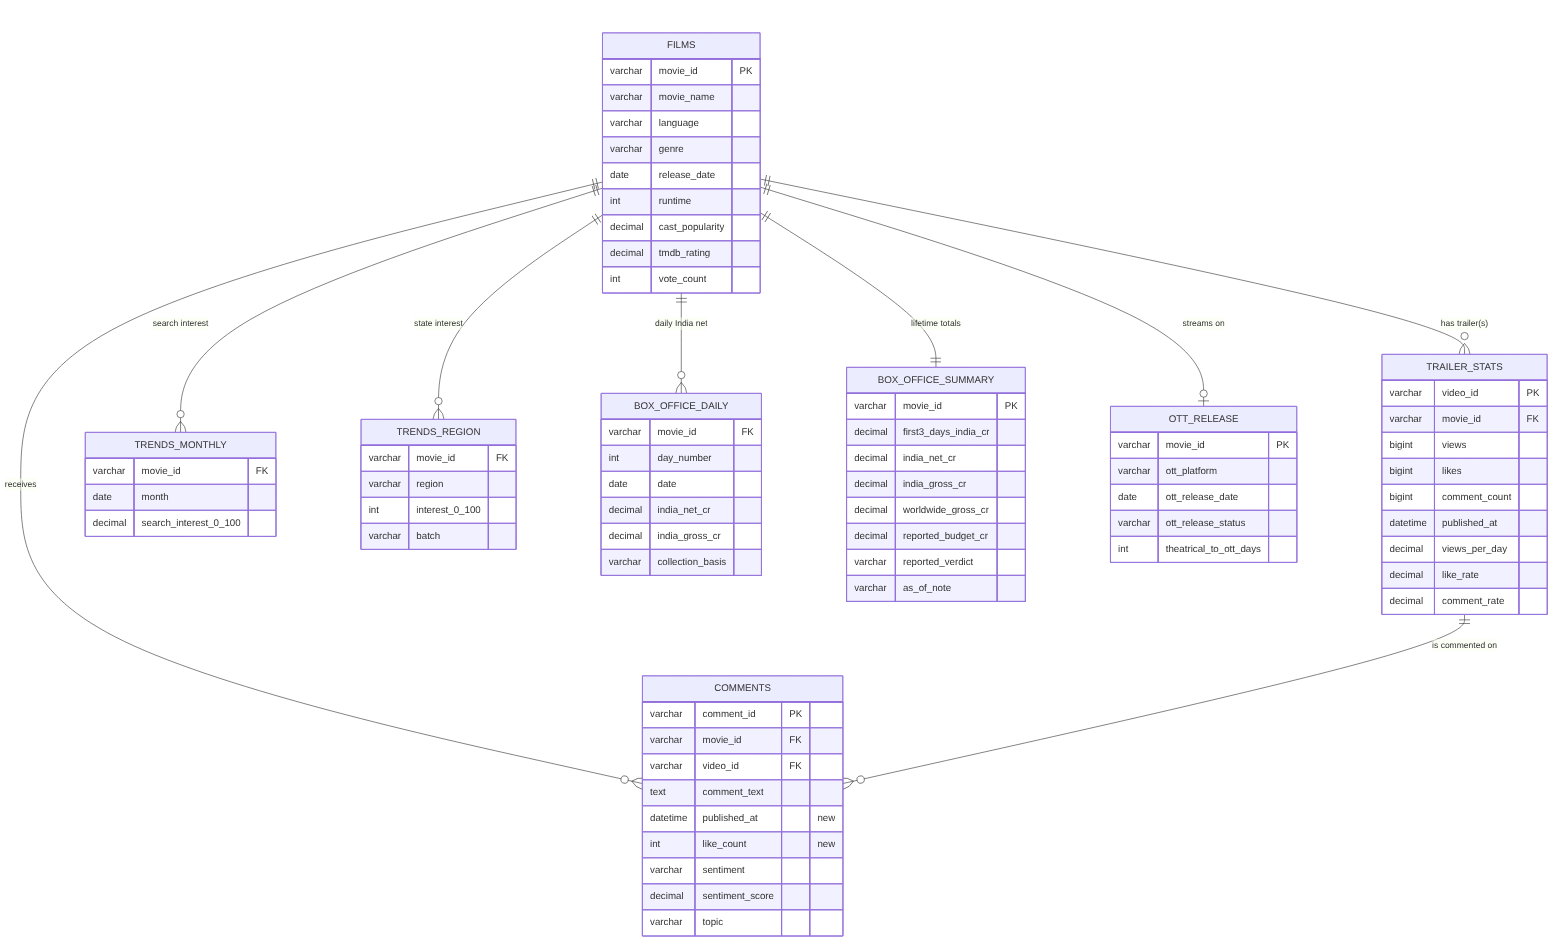 FILMS
varchar movie_id PK
varchar movie_name
varchar language
varchar genre
date release_date
int runtime
decimal cast_popularity
decimal tmdb_rating
int vote_count
search interest
state interest
daily India net
lifetime totals
streams on
has trailer(s)
receives
TRENDS_MONTHLY
varchar movie_id FK
date month
decimal search_interest_0_100
TRENDS_REGION
varchar movie_id FK
varchar region
int interest_0_100
varchar batch
BOX_OFFICE_DAILY
varchar movie_id FK
int day_number
date date
decimal india_net_cr
decimal india_gross_cr
varchar collection_basis
BOX_OFFICE_SUMMARY
varchar movie_id PK
decimal first3_days_india_cr
decimal india_net_cr
decimal india_gross_cr
decimal worldwide_gross_cr
decimal reported_budget_cr
varchar reported_verdict
varchar as_of_note
OTT_RELEASE
varchar movie_id PK
varchar ott_platform
date ott_release_date
varchar ott_release_status
int theatrical_to_ott_days
TRAILER_STATS
varchar video_id PK
varchar movie_id FK
bigint views
bigint likes
bigint comment_count
datetime published_at
decimal views_per_day
decimal like_rate
decimal comment_rate
is commented on
COMMENTS
varchar comment_id PK
varchar movie_id FK
varchar video_id FK
text comment_text
datetime published_at new
int like_count new
varchar sentiment
decimal sentiment_score
varchar topic